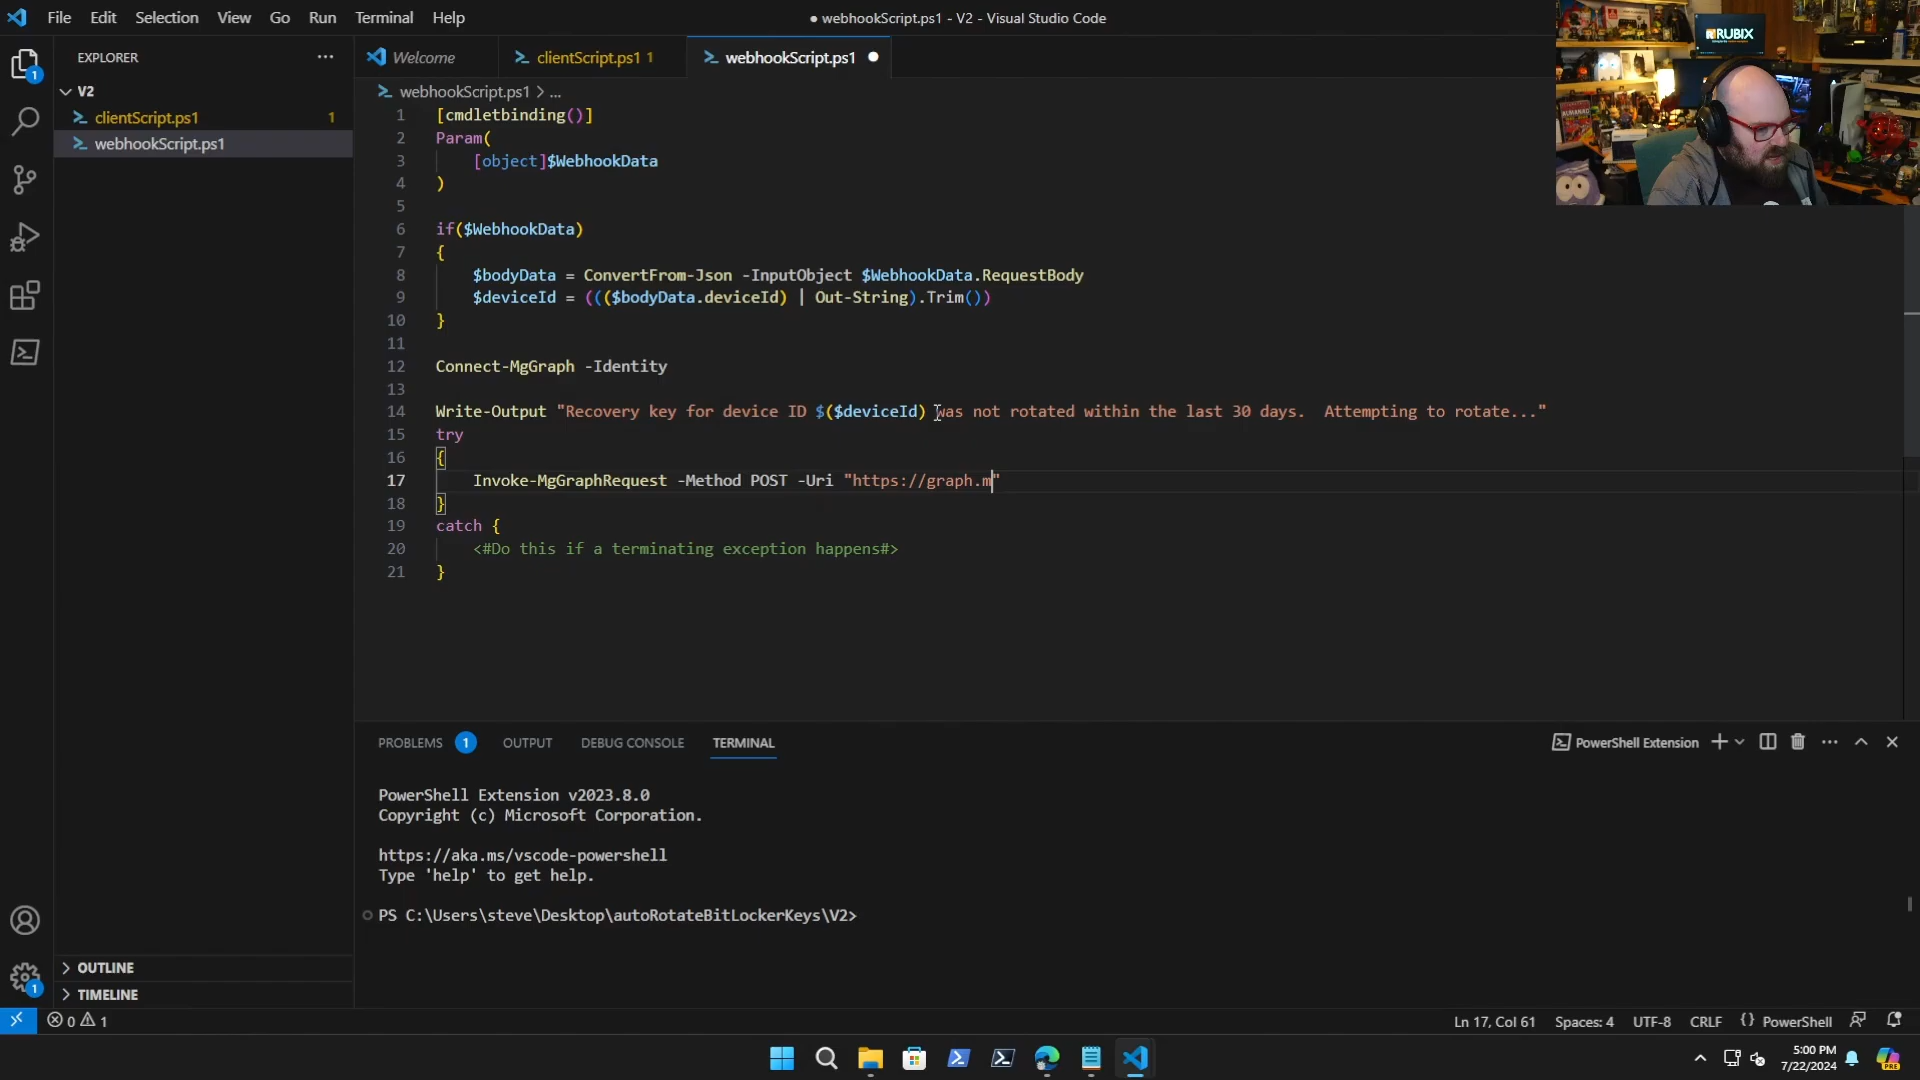 File Edit Selection View Go Run Terminal Help
● webhookScript.ps1 - V2 - Visual Studio Code
RUBIX
EXPLORER
Welcome
clientScript.ps1 1
webhookScript.ps1
V2
clientScript.ps1 1
webhookScript.ps1
webhookScript.ps1 > ...
1 [cmdletbinding()]
2 Param(
3 [object]$WebhookData
4 )
5
6 if($WebhookData)
7 {
8 $bodyData = ConvertFrom-Json -InputObject $WebhookData.RequestBody
9 $deviceId = ((($bodyData.deviceId) | Out-String).Trim())
10 }
11
12 Connect-MgGraph -Identity
13
14 Write-Output "Recovery key for device ID $($deviceId) was not rotated within the last 30 days.  Attempting to rotate..."
15 try
16 {
17 Invoke-MgGraphRequest -Method POST -Uri "https://graph.m"
18 }
19 catch {
20 <#Do this if a terminating exception happens#>
21 }
PROBLEMS 1 OUTPUT DEBUG CONSOLE TERMINAL
PowerShell Extension
PowerShell Extension v2023.8.0
Copyright (c) Microsoft Corporation.
https://aka.ms/vscode-powershell
Type 'help' to get help.
PS C:\Users\steve\Desktop\autoRotateBitLockerKeys\V2>
OUTLINE
TIMELINE
0 1
Ln 17, Col 61 Spaces: 4 UTF-8 CRLF {} PowerShell
5:00 PM
7/22/2024